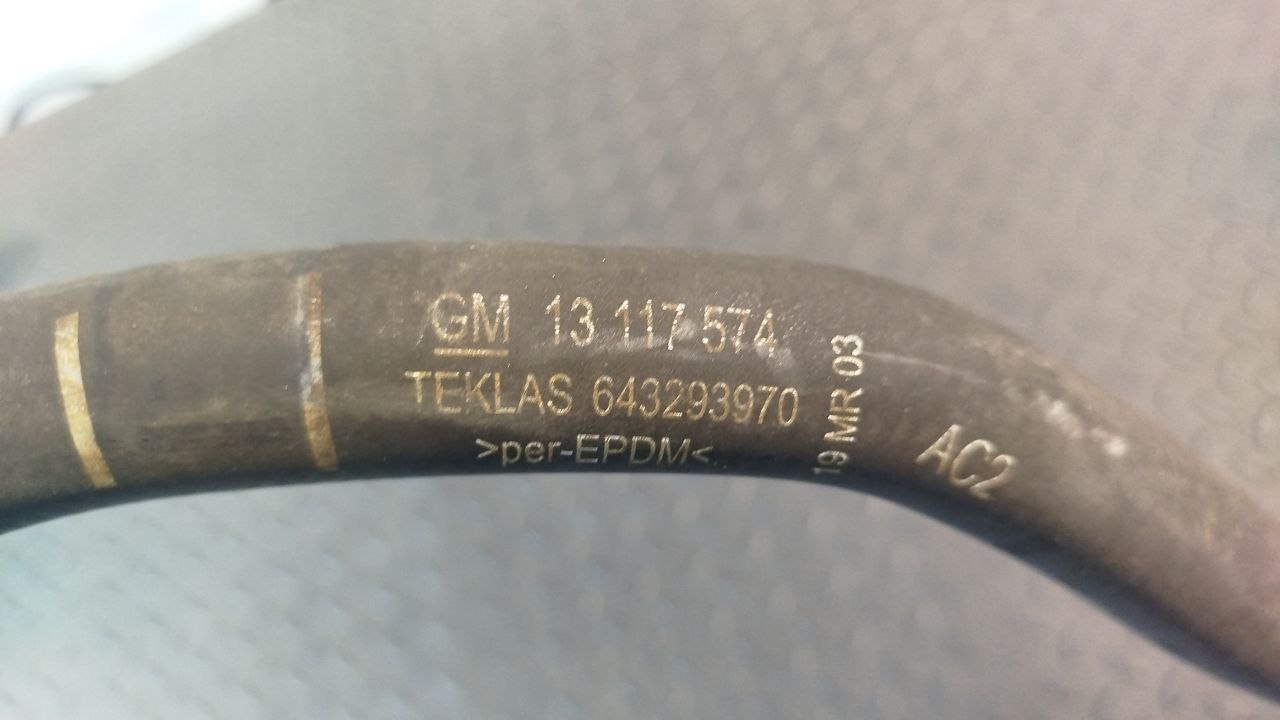 GM 13 117 574
TEKLAS 643293970
>per-EPDM<
19 MR 03
AC2